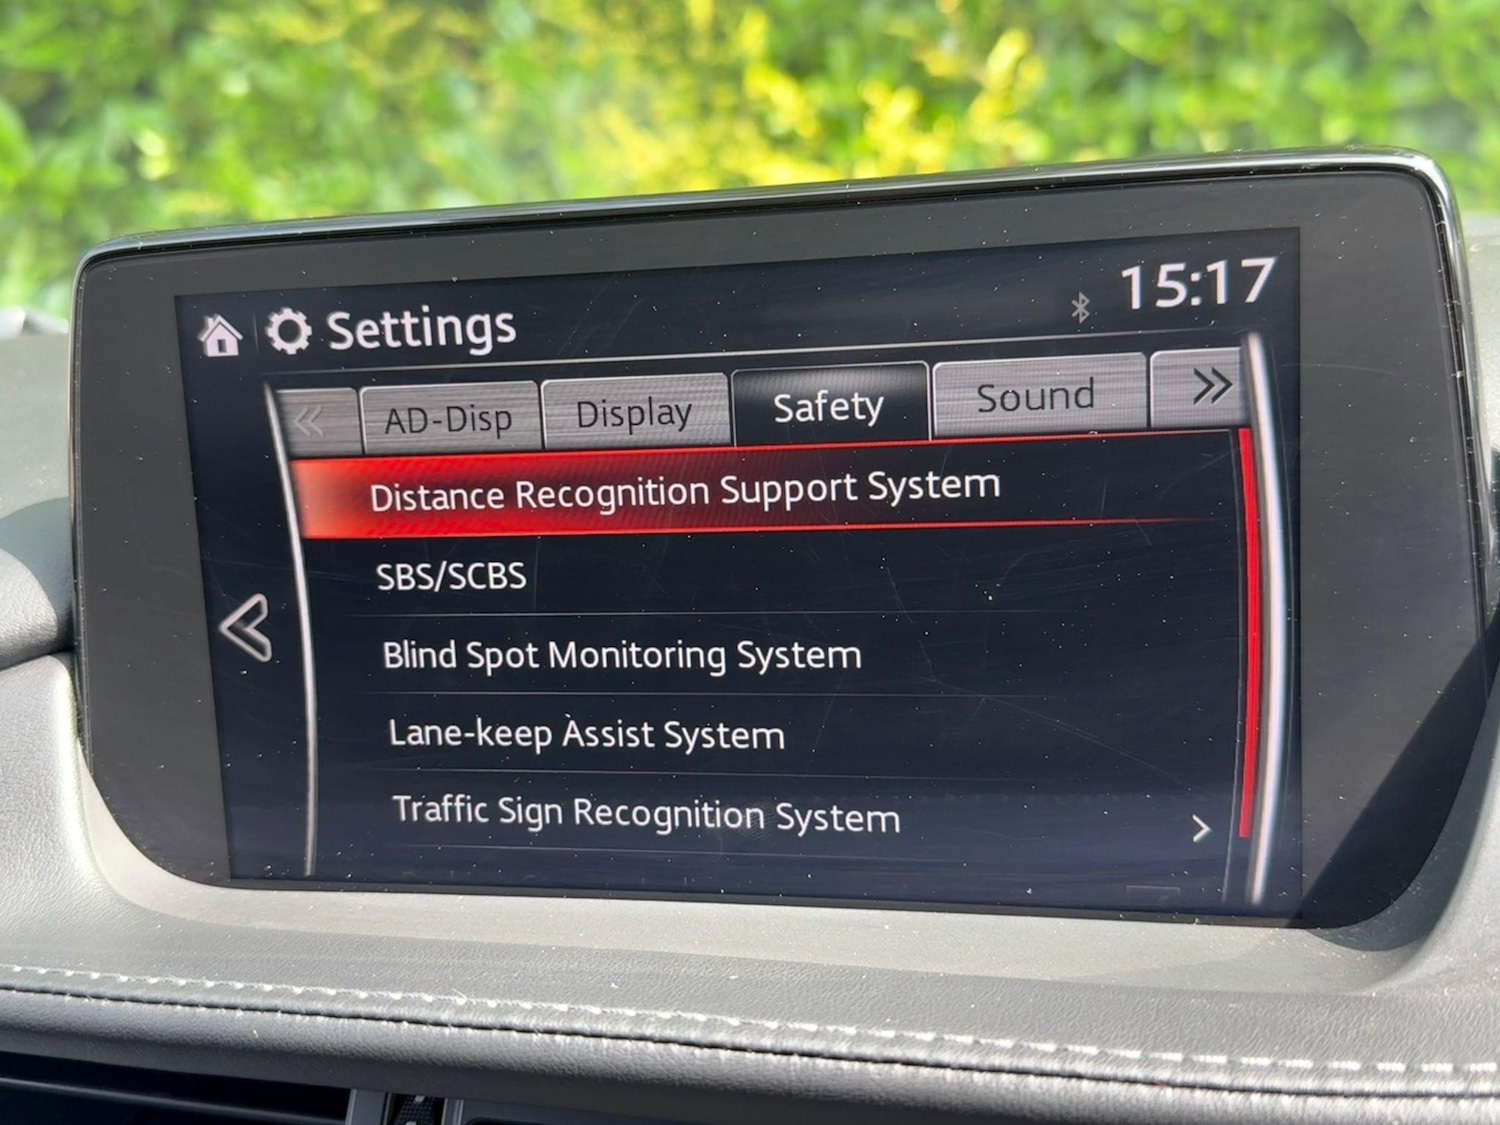 Settings
15:17
AD-Disp
Display
Safety
Sound
Distance Recognition Support System
SBS/SCBS
Blind Spot Monitoring System
Lane-keep Assist System
Traffic Sign Recognition System